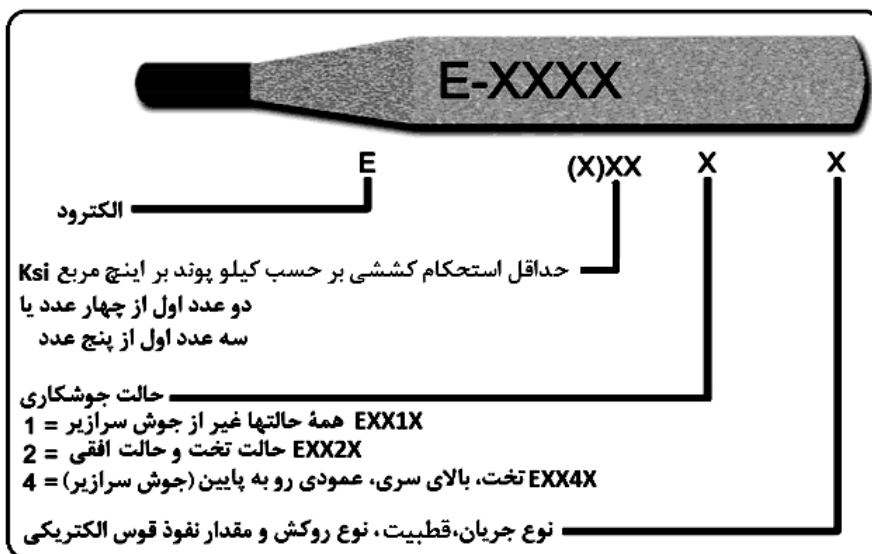 E-XXXX
E (X)XX X X
الکترود
حداقل استحکام کششی بر حسب کیلو پوند بر اینچ مربع Ksi
دو عدد اول از چهار عدد یا
سه عدد اول از پنج عدد
حالت جوشکاری
EXX1X همهٔ حالتها غیر از جوش سرازیر = 1
EXX2X حالت تخت و حالت افقی = 2
EXX4X تخت، بالای سری، عمودی رو به پایین (جوش سرازیر) = 4
نوع جریان،قطبیت، نوع روکش و مقدار نفوذ قوس الکتریکی